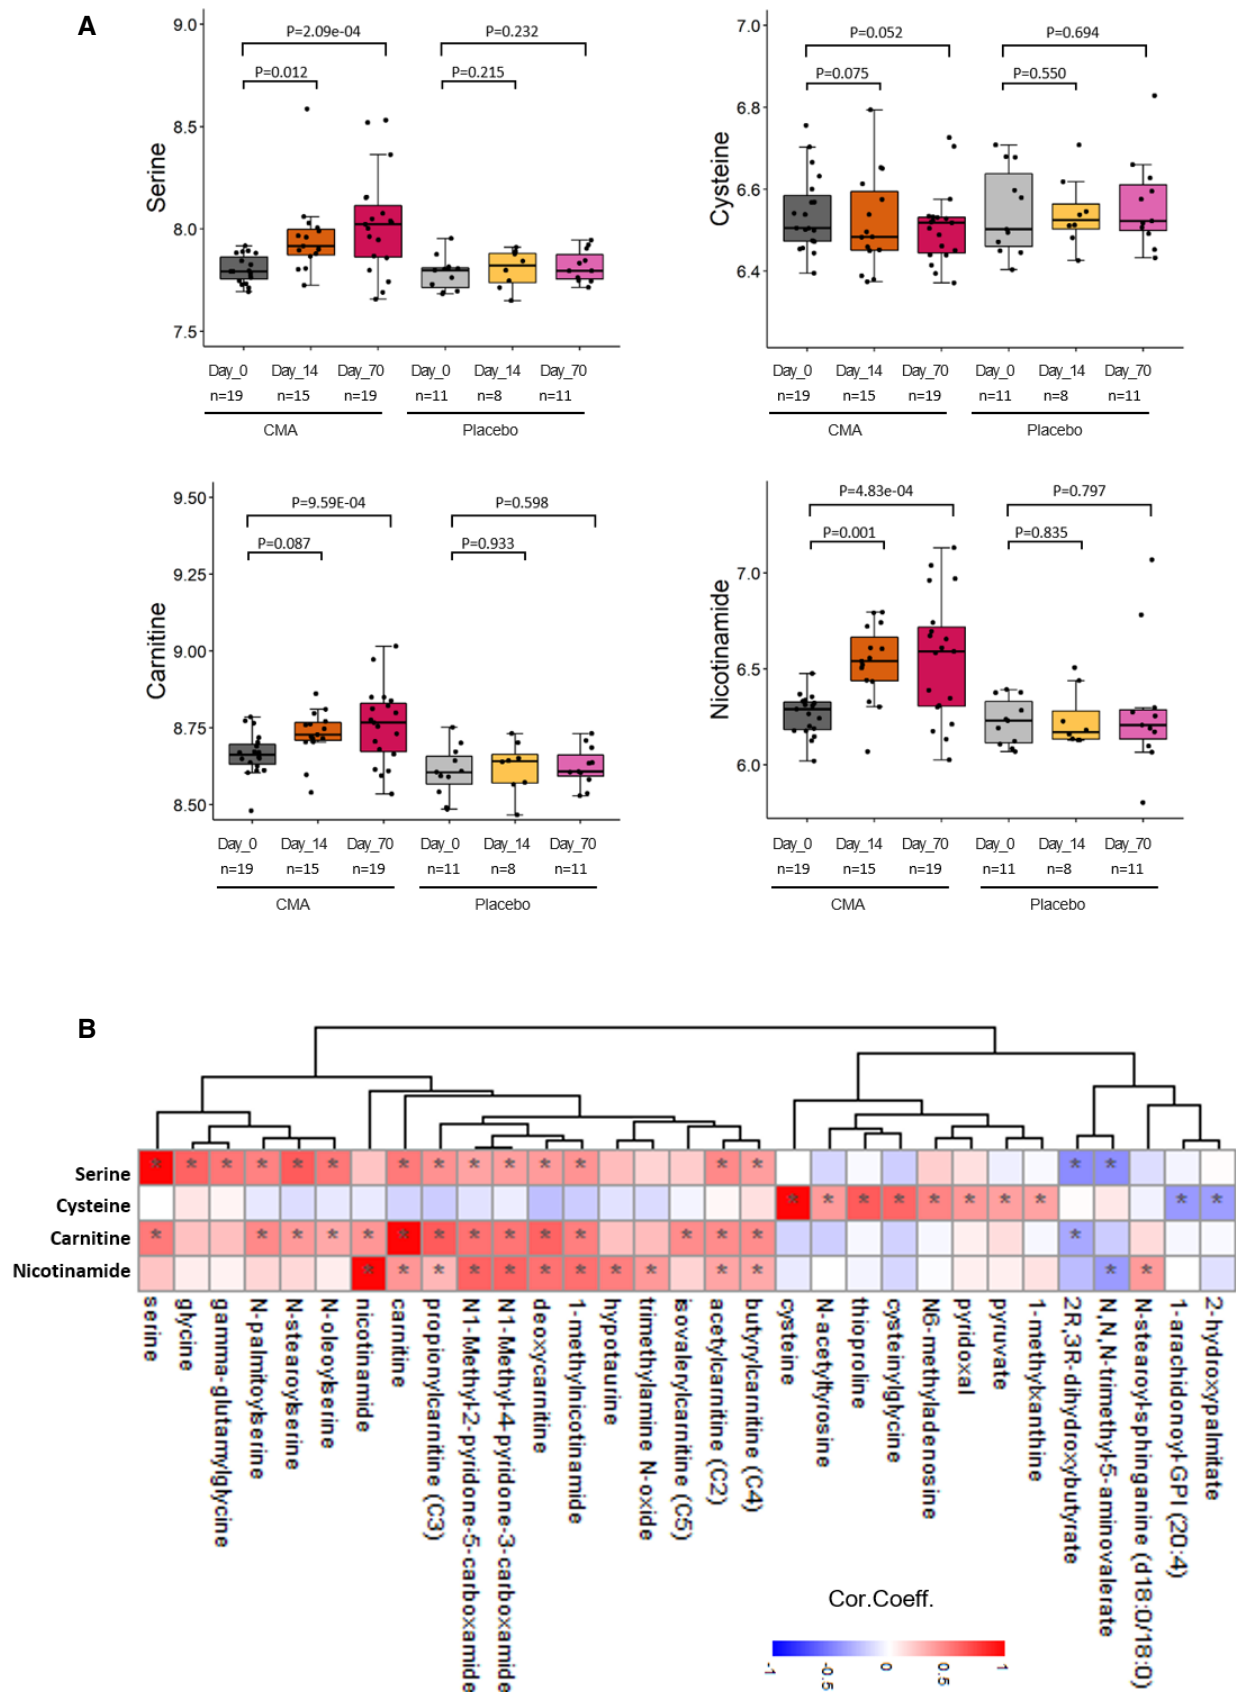 A
P=2.09e-04
P=0.232
P=0.012
P=0.215
Serine
9.0
8.5
8.0
7.5
Day_0 Day_14 Day_70 Day_0 Day_14 Day_70
n=19 n=15 n=19 n=11 n=8 n=11
CMA Placebo
P=0.052
P=0.694
P=0.075
P=0.550
Cysteine
7.0
6.8
6.6
6.4
Day_0 Day_14 Day_70 Day_0 Day_14 Day_70
n=19 n=15 n=19 n=11 n=8 n=11
CMA Placebo
P=9.59E-04
P=0.598
P=0.087
P=0.933
Carnitine
9.50
9.25
9.00
8.75
8.50
Day_0 Day_14 Day_70 Day_0 Day_14 Day_70
n=19 n=15 n=19 n=11 n=8 n=11
CMA Placebo
P=4.83e-04
P=0.797
P=0.001
P=0.835
Nicotinamide
7.0
6.5
6.0
Day_0 Day_14 Day_70 Day_0 Day_14 Day_70
n=19 n=15 n=19 n=11 n=8 n=11
CMA Placebo
B
Serine
Cysteine
Carnitine
Nicotinamide
serine
glycine
gamma-glutamylglycine
N-palmitoylserine
N-stearoylserine
N-oleoylserine
nicotinamide
carnitine
propionylcarnitine (C3)
N1-Methyl-2-pyridone-5-carboxamide
N1-Methyl-4-pyridone-3-carboxamide
deoxycarnitine
1-methylnicotinamide
hypotaurine
trimethylamine N-oxide
isovalerylcarnitine (C5)
acetylcarnitine (C2)
butyrylcarnitine (C4)
cysteine
N-acetyltyrosine
thioproline
cysteinylglycine
N6-methyladenosine
pyridoxal
pyruvate
1-methylxanthine
2R,3R-dihydroxybutyrate
N,N,N-trimethyl-5-aminovalerate
N-stearoyl-sphinganine (d18:0/18:0)
1-arachidonoyl-GPI (20:4)
2-hydroxypalmitate
Cor.Coeff.
-1 -0.5 0 0.5 1